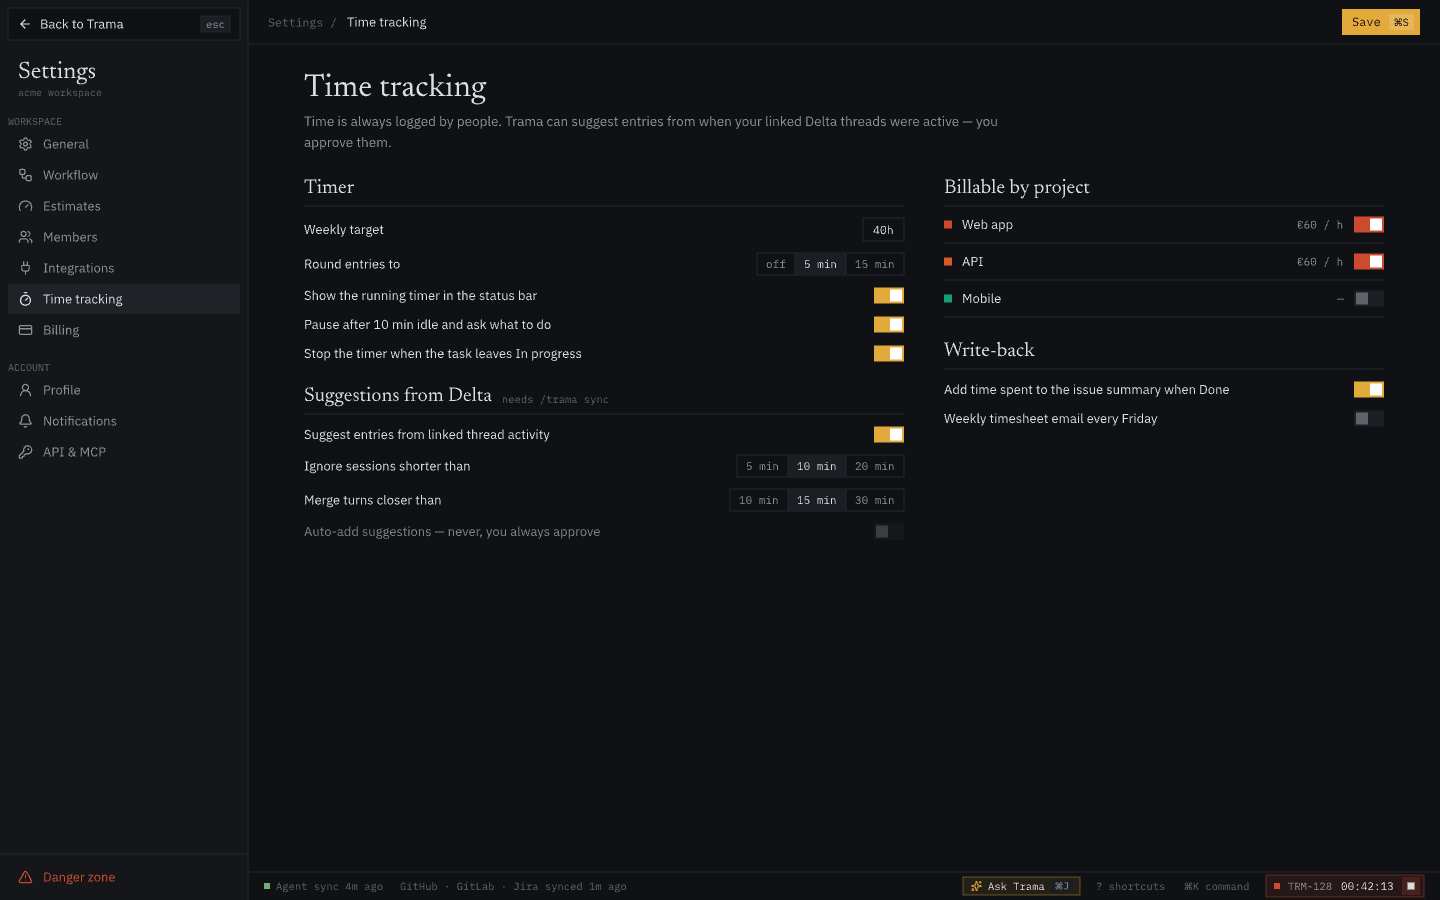 Back to Trama esc
Settings
acme workspace
WORKSPACE
General
Workflow
Estimates
Members
Integrations
Time tracking
Billing
ACCOUNT
Profile
Notifications
API & MCP
Danger zone
Settings / Time tracking
Save ⌘S
Time tracking
Time is always logged by people. Trama can suggest entries from when your linked Delta threads were active — you
approve them.
Timer
Weekly target 40h
Round entries to off 5 min 15 min
Show the running timer in the status bar
Pause after 10 min idle and ask what to do
Stop the timer when the task leaves In progress
Suggestions from Delta needs /trama sync
Suggest entries from linked thread activity
Ignore sessions shorter than 5 min 10 min 20 min
Merge turns closer than 10 min 15 min 30 min
Auto-add suggestions — never, you always approve
Billable by project
Web app €60 / h
API €60 / h
Mobile —
Write-back
Add time spent to the issue summary when Done
Weekly timesheet email every Friday
Agent sync 4m ago GitHub · GitLab · Jira synced 1m ago
Ask Trama ⌘J ? shortcuts ⌘K command TRM-128 00:42:13